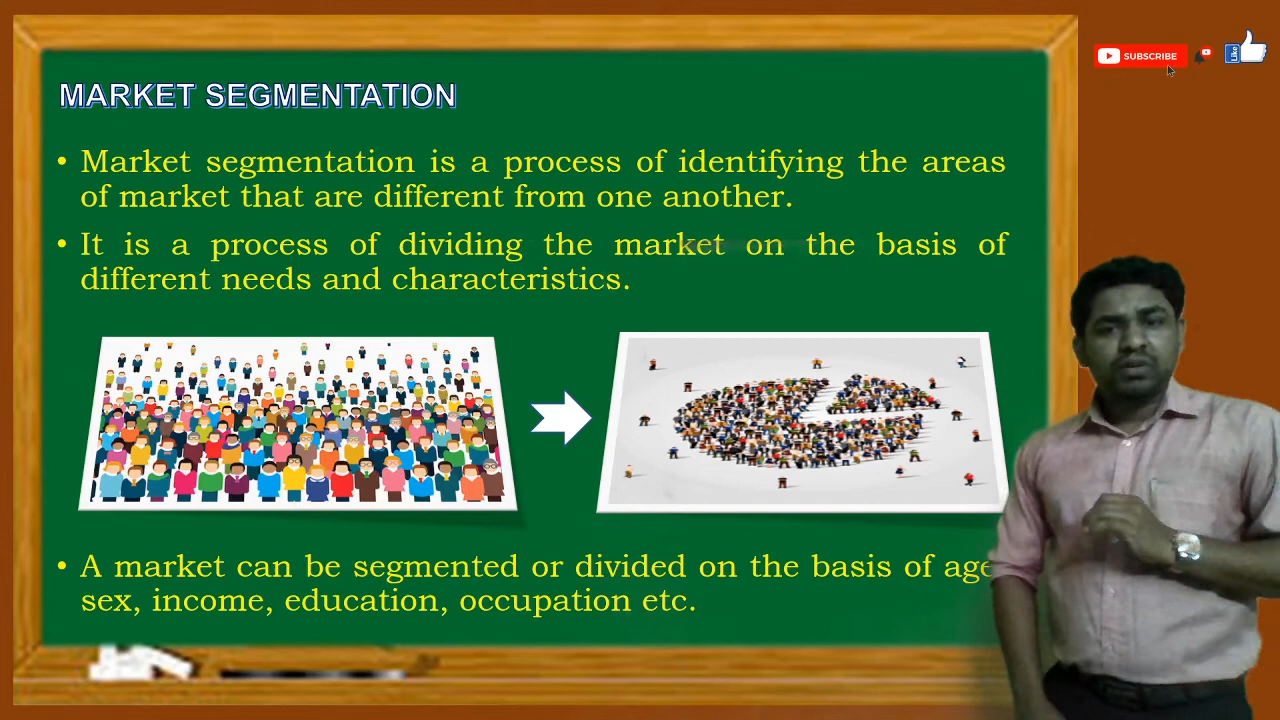 SUBSCRIBE
Like
MARKET SEGMENTATION
• Market segmentation is a process of identifying the areas
of market that are different from one another.
• It is a process of dividing the market on the basis of
different needs and characteristics.
• A market can be segmented or divided on the basis of age
sex, income, education, occupation etc.